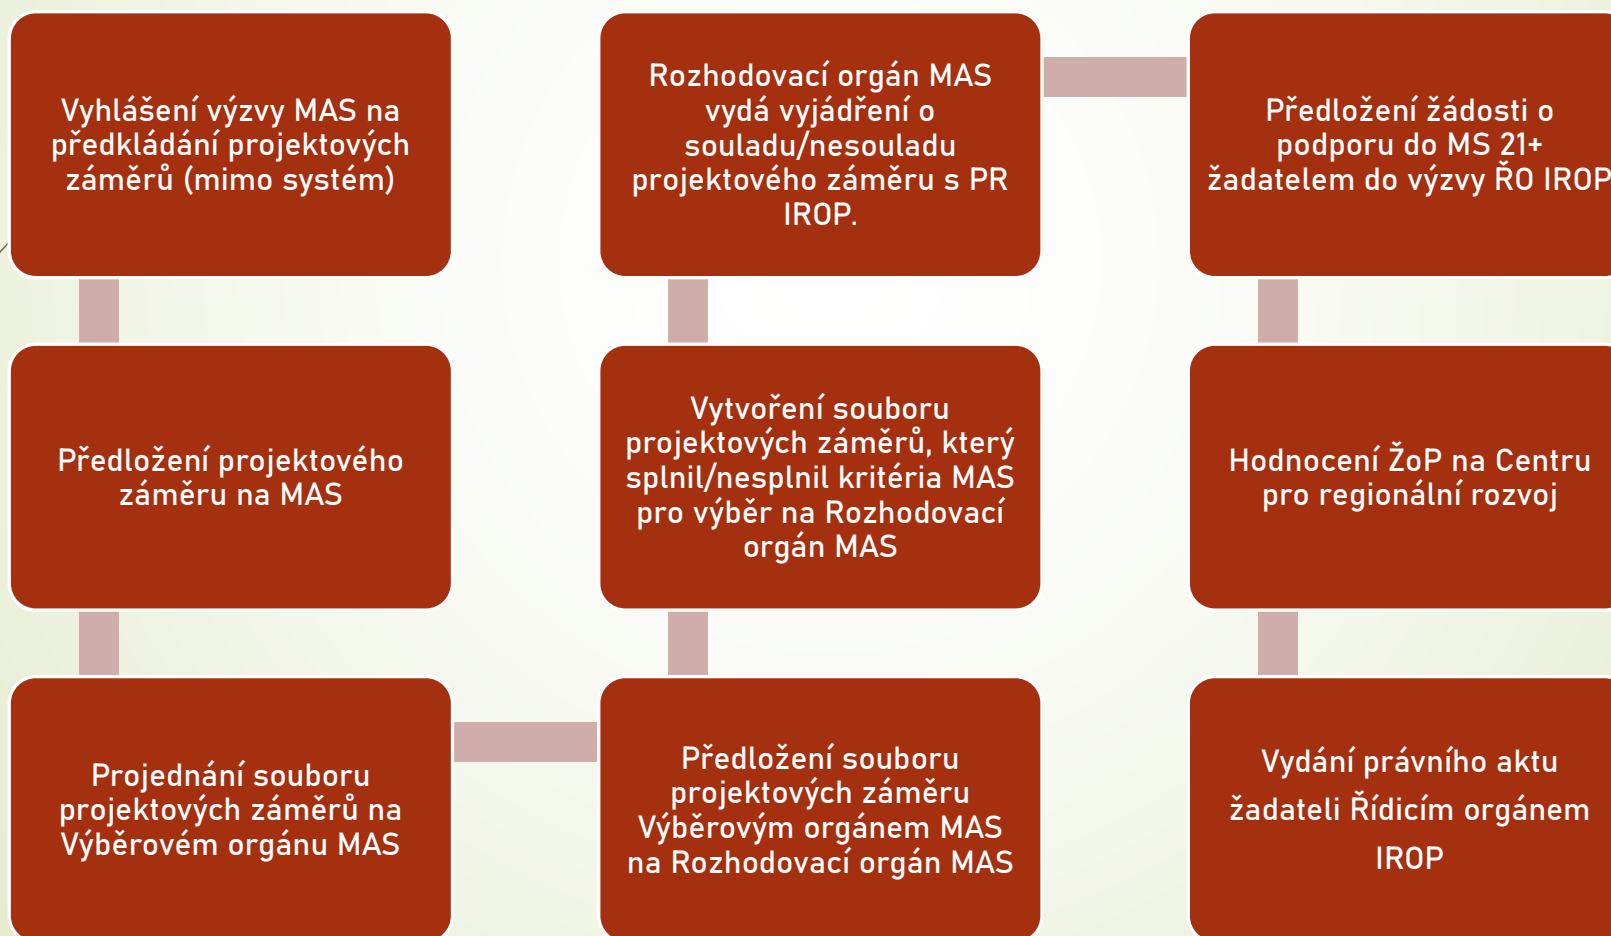 Vyhlášení výzvy MAS na
předkládání projektových
záměrů (mimo systém)
Předložení projektového
záměru na MAS
Projednání souboru
projektových záměrů na
Výběrovém orgánu MAS
Předložení souboru
projektových záměru
Výběrovým orgánem MAS
na Rozhodovací orgán MAS
Vytvoření souboru
projektových záměrů, který
splnil/nesplnil kritéria MAS
pro výběr na Rozhodovací
orgán MAS
Rozhodovací orgán MAS
vydá vyjádření o
souladu/nesouladu
projektového záměru s PR
IROP.
Předložení žádosti o
podporu do MS 21+
žadatelem do výzvy ŘO IROP
Hodnocení ŽoP na Centru
pro regionální rozvoj
Vydání právního aktu
žadateli Řídicím orgánem
IROP